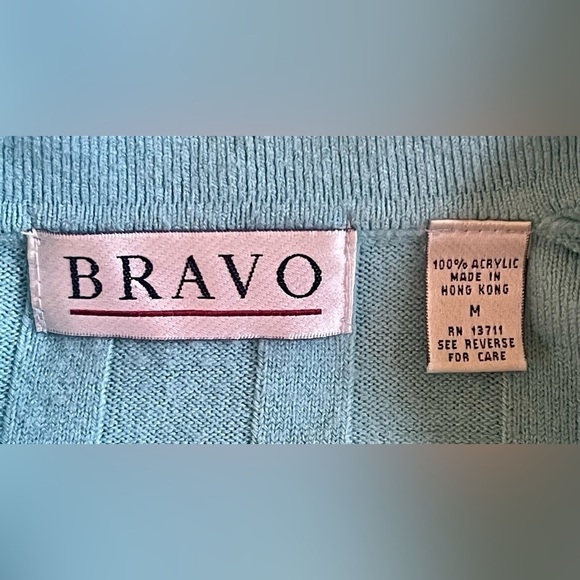 BRAVO
100% ACRYLIC
MADE IN
HONG KONG
M
RN 13711
SEE REVERSE
FOR CARE